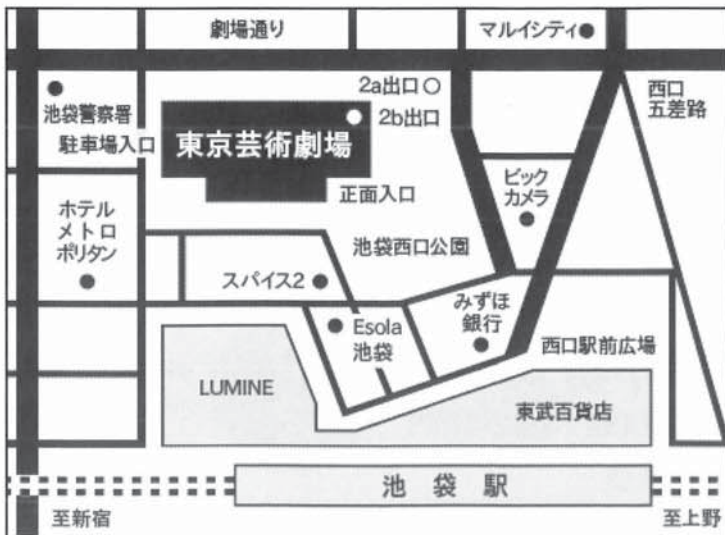 劇場通り
マルイシティ
2a出口
西口
五差路
池袋警察署
2b出口
駐車場入口
東京芸術劇場
正面入口
ビック
カメラ
ホテル
メトロ
ポリタン
池袋西口公園
スパイス2
みずほ
銀行
Esola
池袋
西口駅前広場
LUMINE
東武百貨店
池袋駅
至新宿
至上野